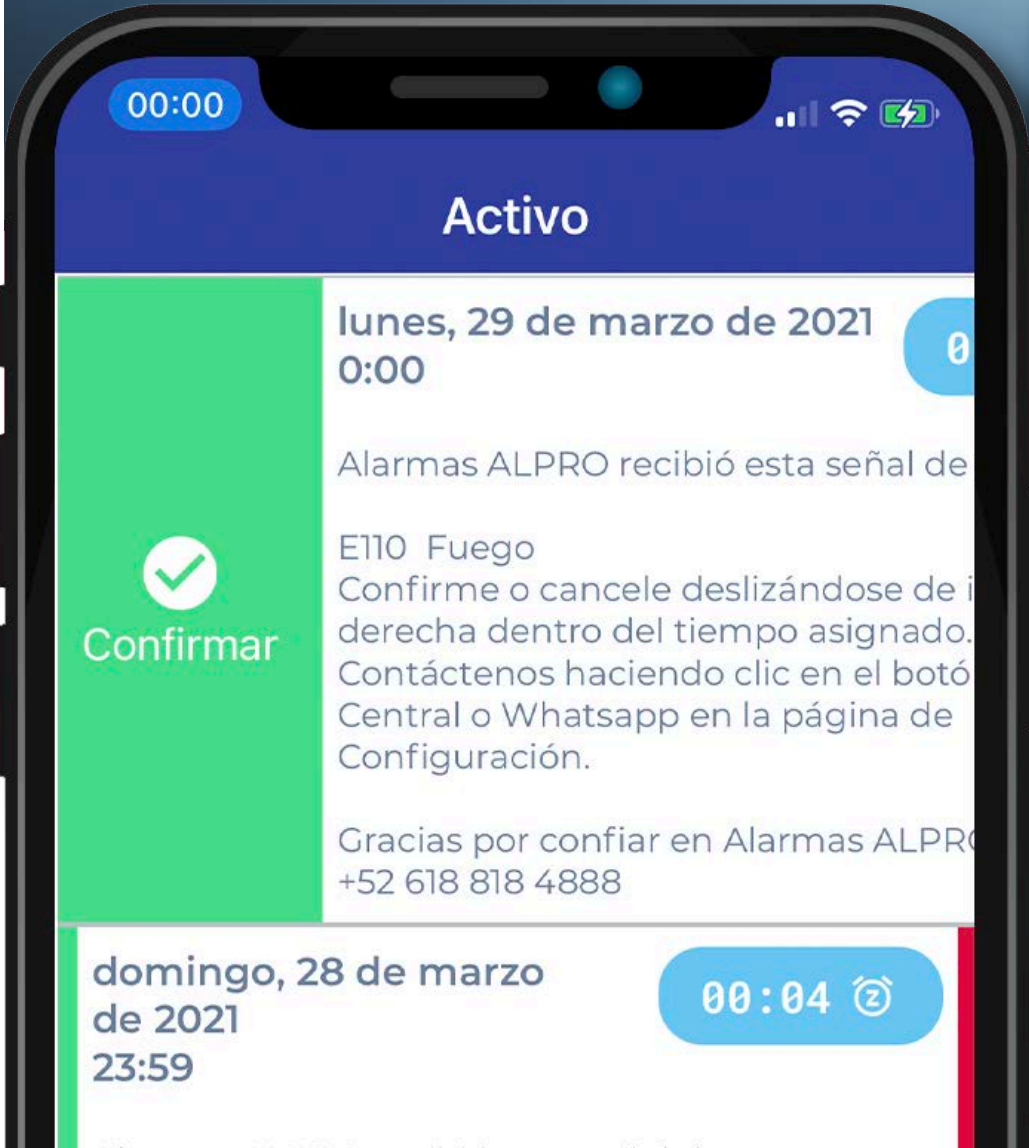 00:00
Activo
lunes, 29 de marzo de 2021
0:00
Alarmas ALPRO recibió esta señal de
E110 Fuego
Confirme o cancele deslizándose de
derecha dentro del tiempo asignado.
Contáctenos haciendo clic en el
Central o Whatsapp en la página de
Configuración.
Gracias por confiar en Alarmas
+52 618 818 4888
Confirmar
domingo, 28 de marzo
de 2021
23:59
00:04